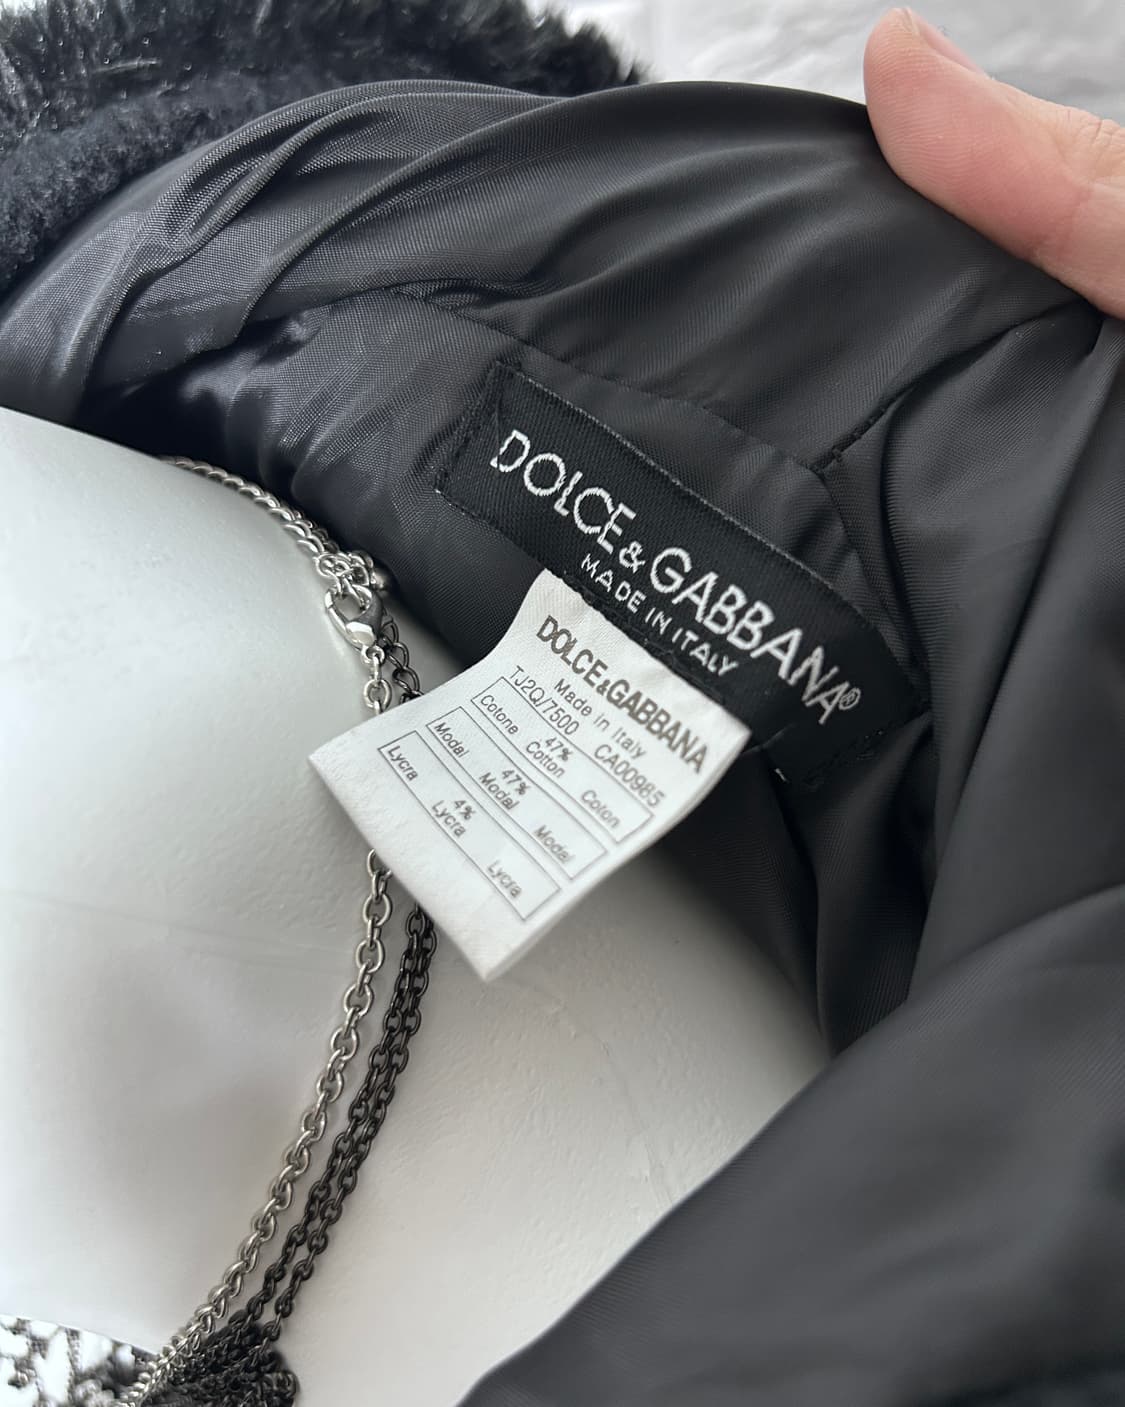 DOLCE&GABBANA®
MADE IN ITALY
DOLCE&GABBANA
Made in Italy
TJ2Q/7500 CA00985
47%
Cotone Cotton Coton
47%
Modal Modal Modal
4%
Lycra Lycra Lycra